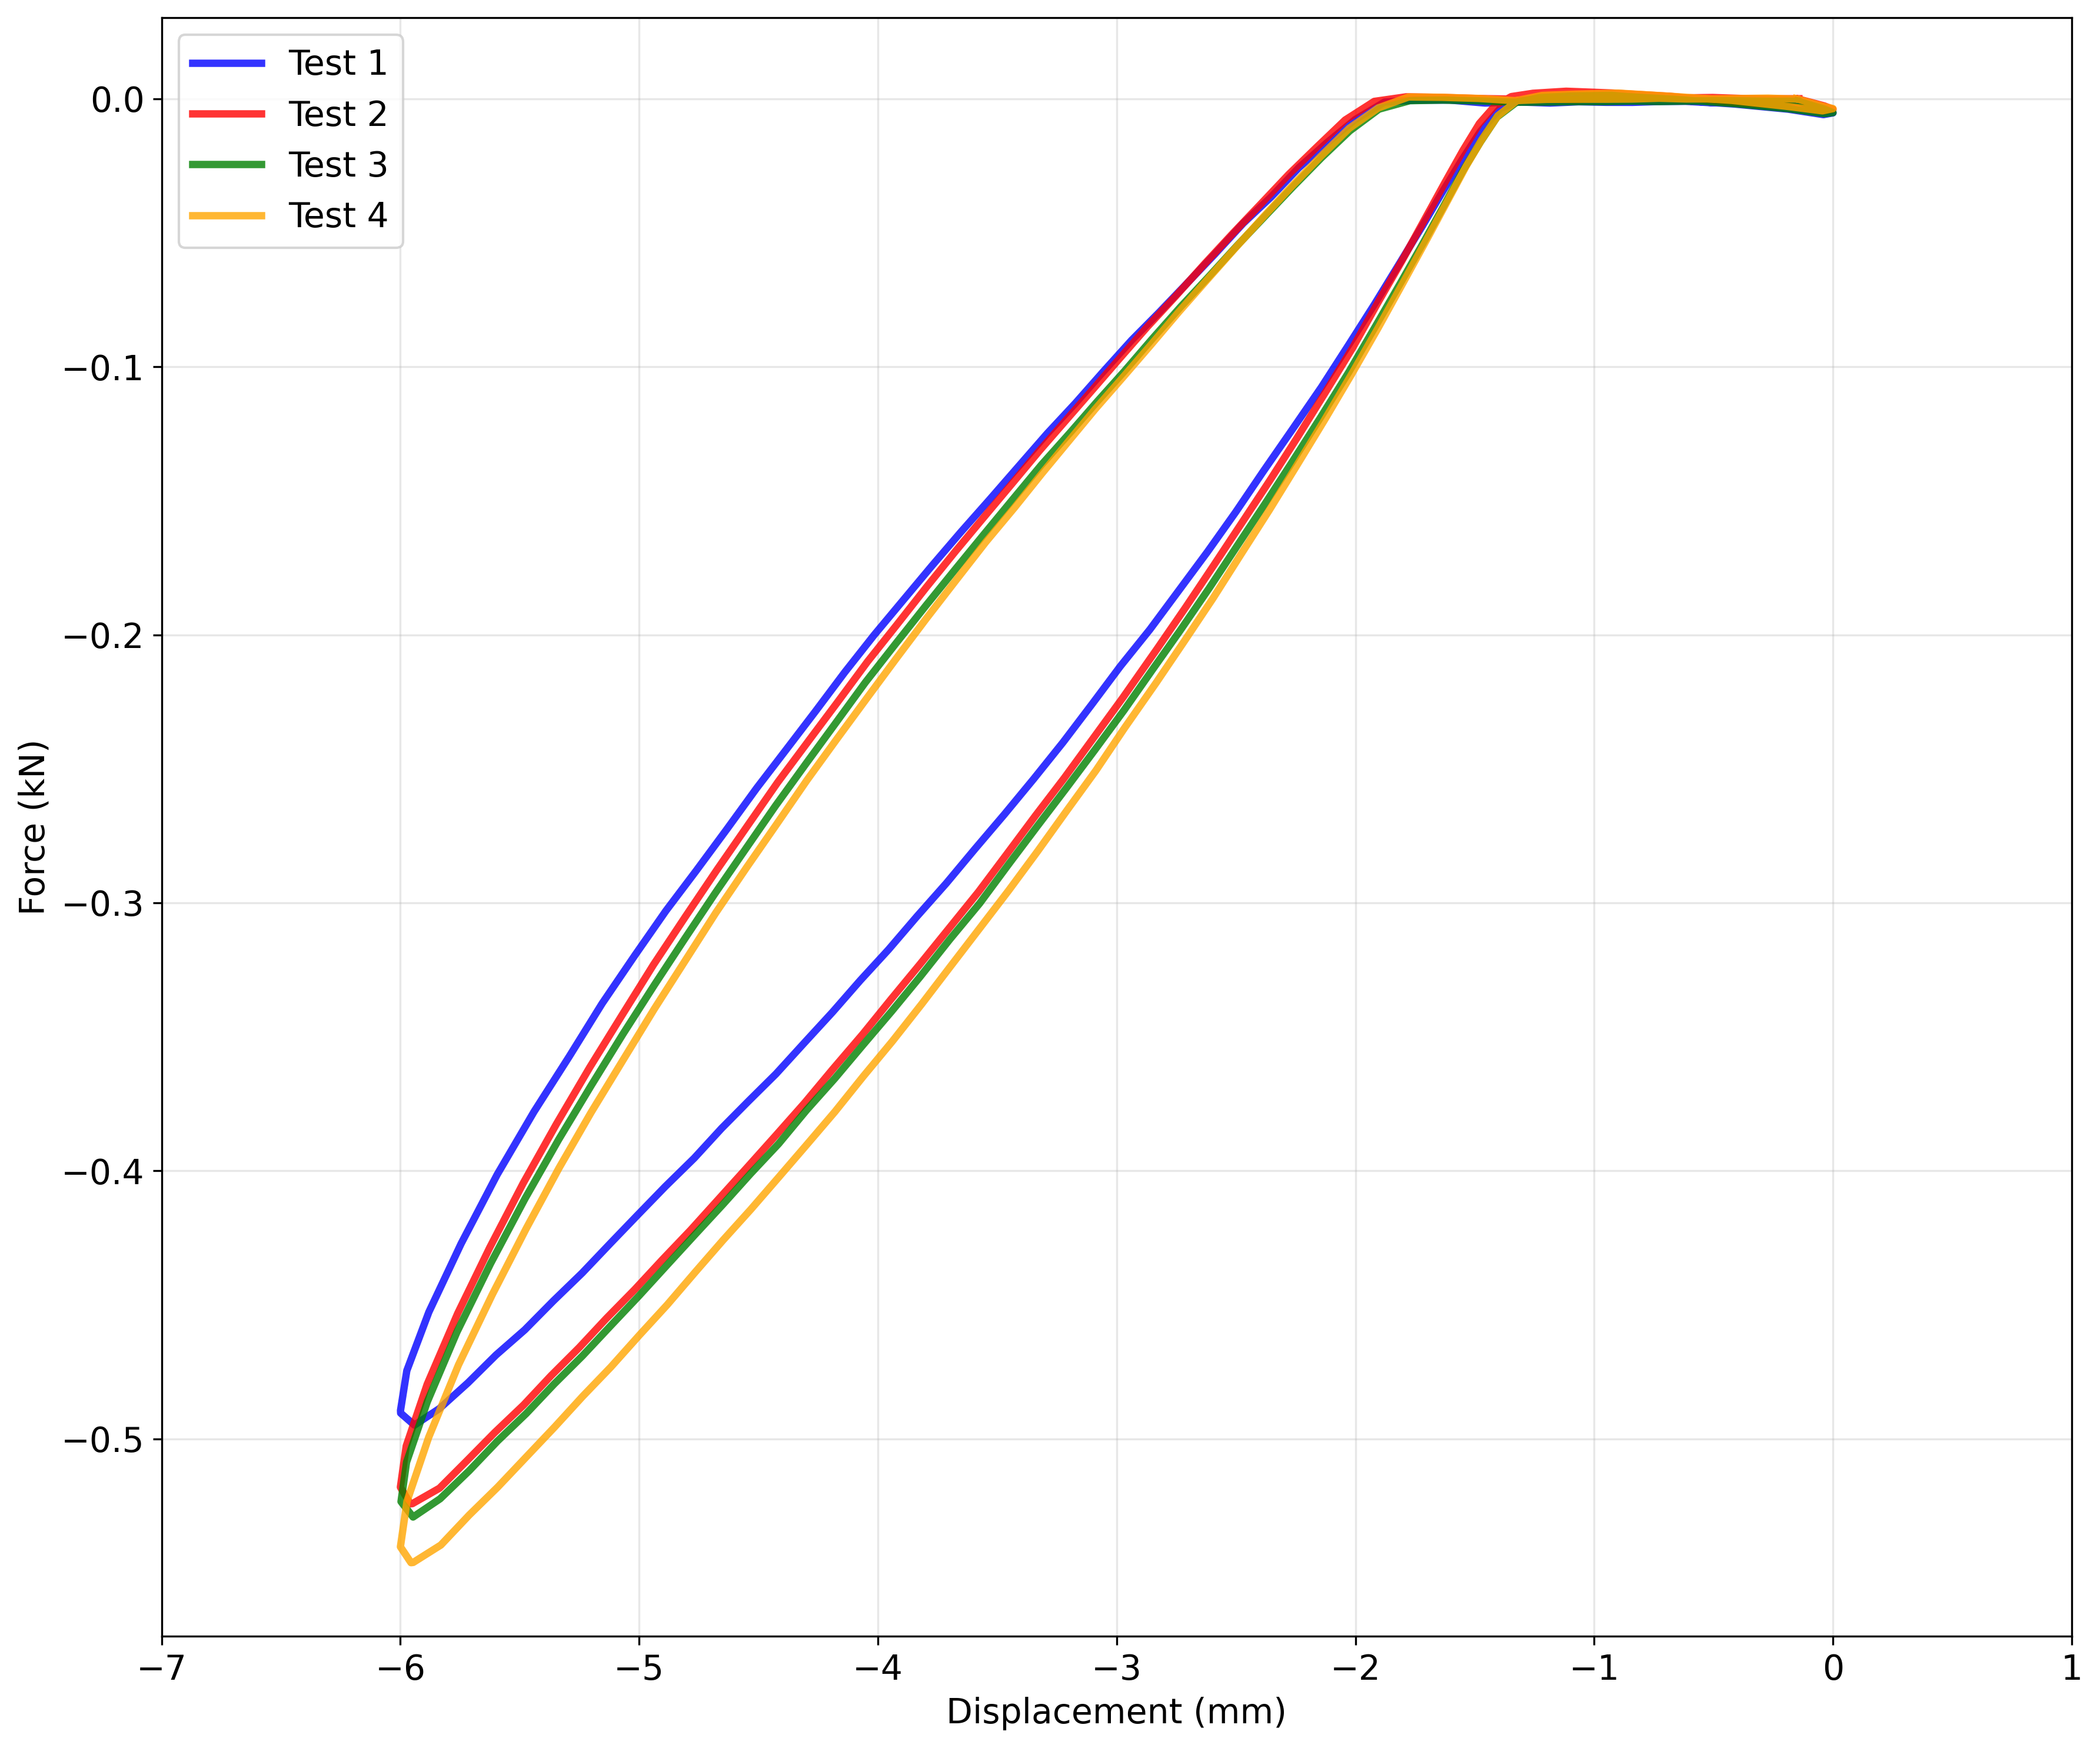 Test 1
Test 2
Test 3
Test 4
0.0
−0.1
−0.2
−0.3
−0.4
−0.5
Force (kN)
−7 −6 −5 −4 −3 −2 −1 0 1
Displacement (mm)